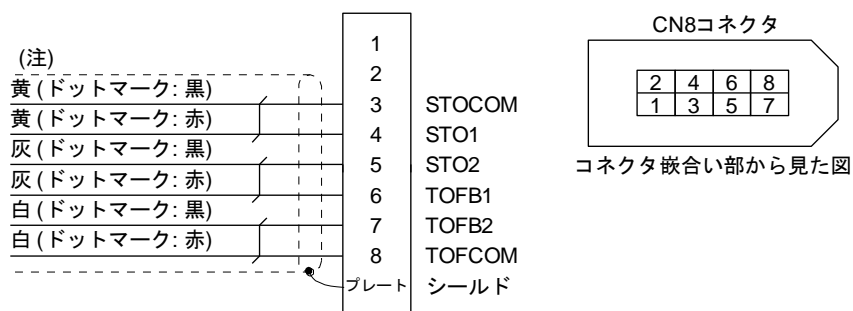 (注)
黄 (ドットマーク: 黒)
黄 (ドットマーク: 赤)
灰 (ドットマーク: 黒)
灰 (ドットマーク: 赤)
白 (ドットマーク: 黒)
白 (ドットマーク: 赤)
1
2
3 STOCOM
4 STO1
5 STO2
6 TOFB1
7 TOFB2
8 TOFCOM
プレート シールド
CN8コネクタ
2 4 6 8
1 3 5 7
コネクタ嵌合い部から見た図